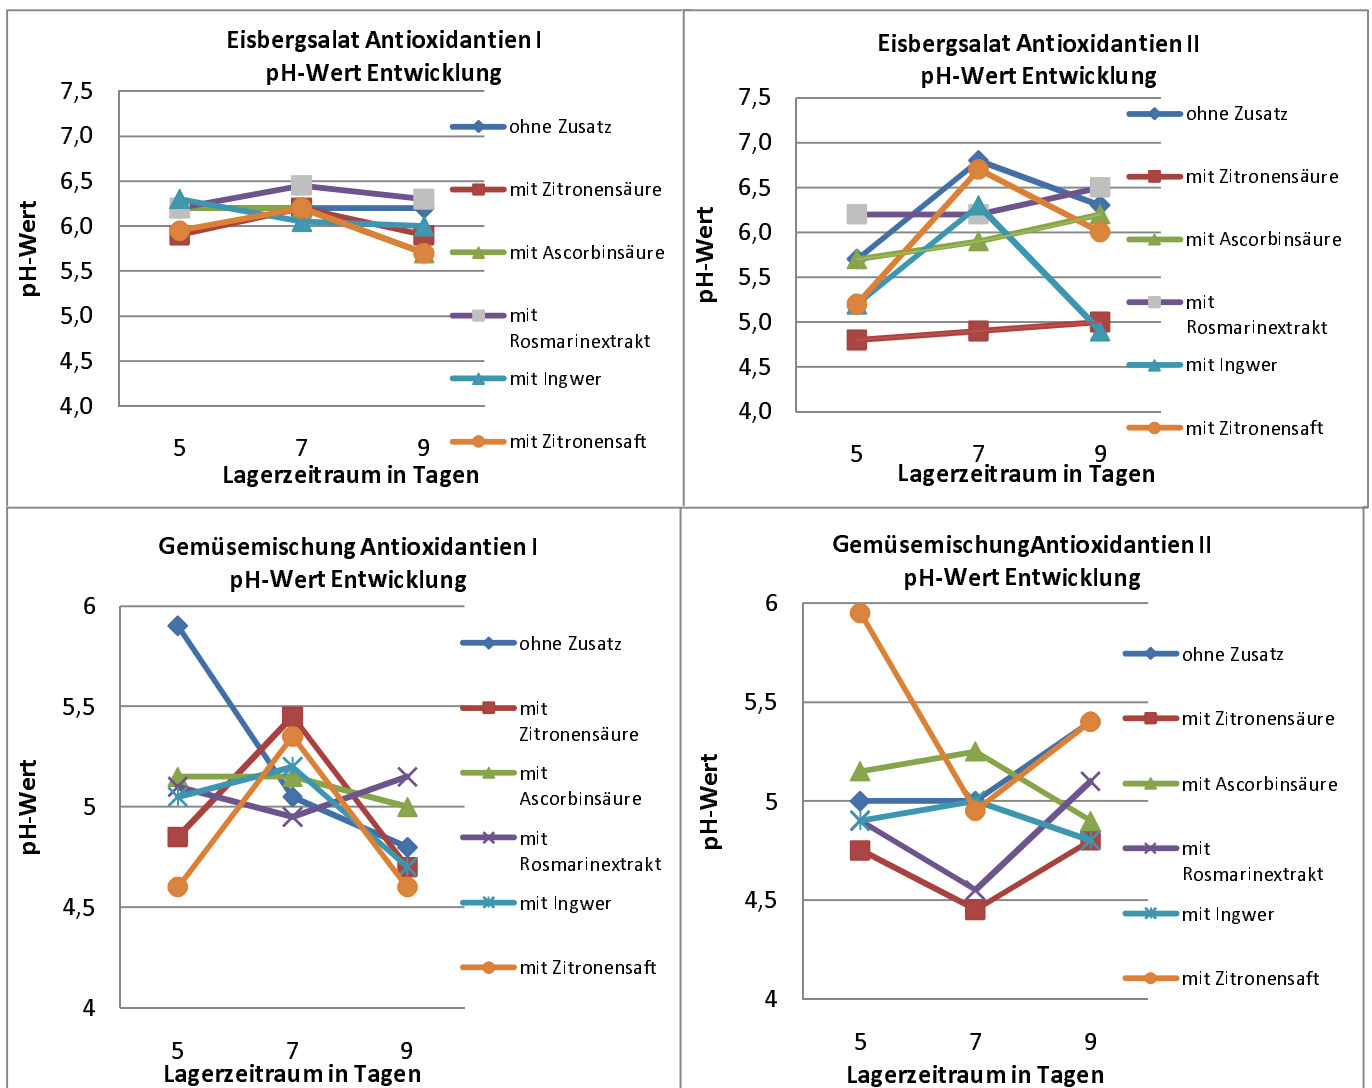 Eisbergsalat Antioxidantien I
pH-Wert Entwicklung
7,5
7,0
6,5
6,0
5,5
5,0
4,5
4,0
pH-Wert
5 7 9
Lagerzeitraum in Tagen
ohne Zusatz
mit Zitronensäure
mit Ascorbinsäure
mit
Rosmarinextrakt
mit Ingwer
mit Zitronensaft
Eisbergsalat Antioxidantien II
pH-Wert Entwicklung
7,5
7,0
6,5
6,0
5,5
5,0
4,5
4,0
pH-Wert
5 7 9
Lagerzeitraum in Tagen
ohne Zusatz
mit Zitronensäure
mit Ascorbinsäure
mit
Rosmarinextrakt
mit Ingwer
mit Zitronensaft
Gemüsemischung Antioxidantien I
pH-Wert Entwicklung
6
5,5
5
4,5
4
pH-Wert
5 7 9
Lagerzeitraum in Tagen
ohne Zusatz
mit
Zitronensäure
mit
Ascorbinsäure
mit
Rosmarinextrakt
mit Ingwer
mit Zitronensaft
GemüsemischungAntioxidantien II
pH-Wert Entwicklung
6
5,5
5
4,5
4
pH-Wert
5 7 9
Lagerzeitraum in Tagen
ohne Zusatz
mit Zitronensäure
mit Ascorbinsäure
mit
Rosmarinextrakt
mit Ingwer
mit Zitronensaft